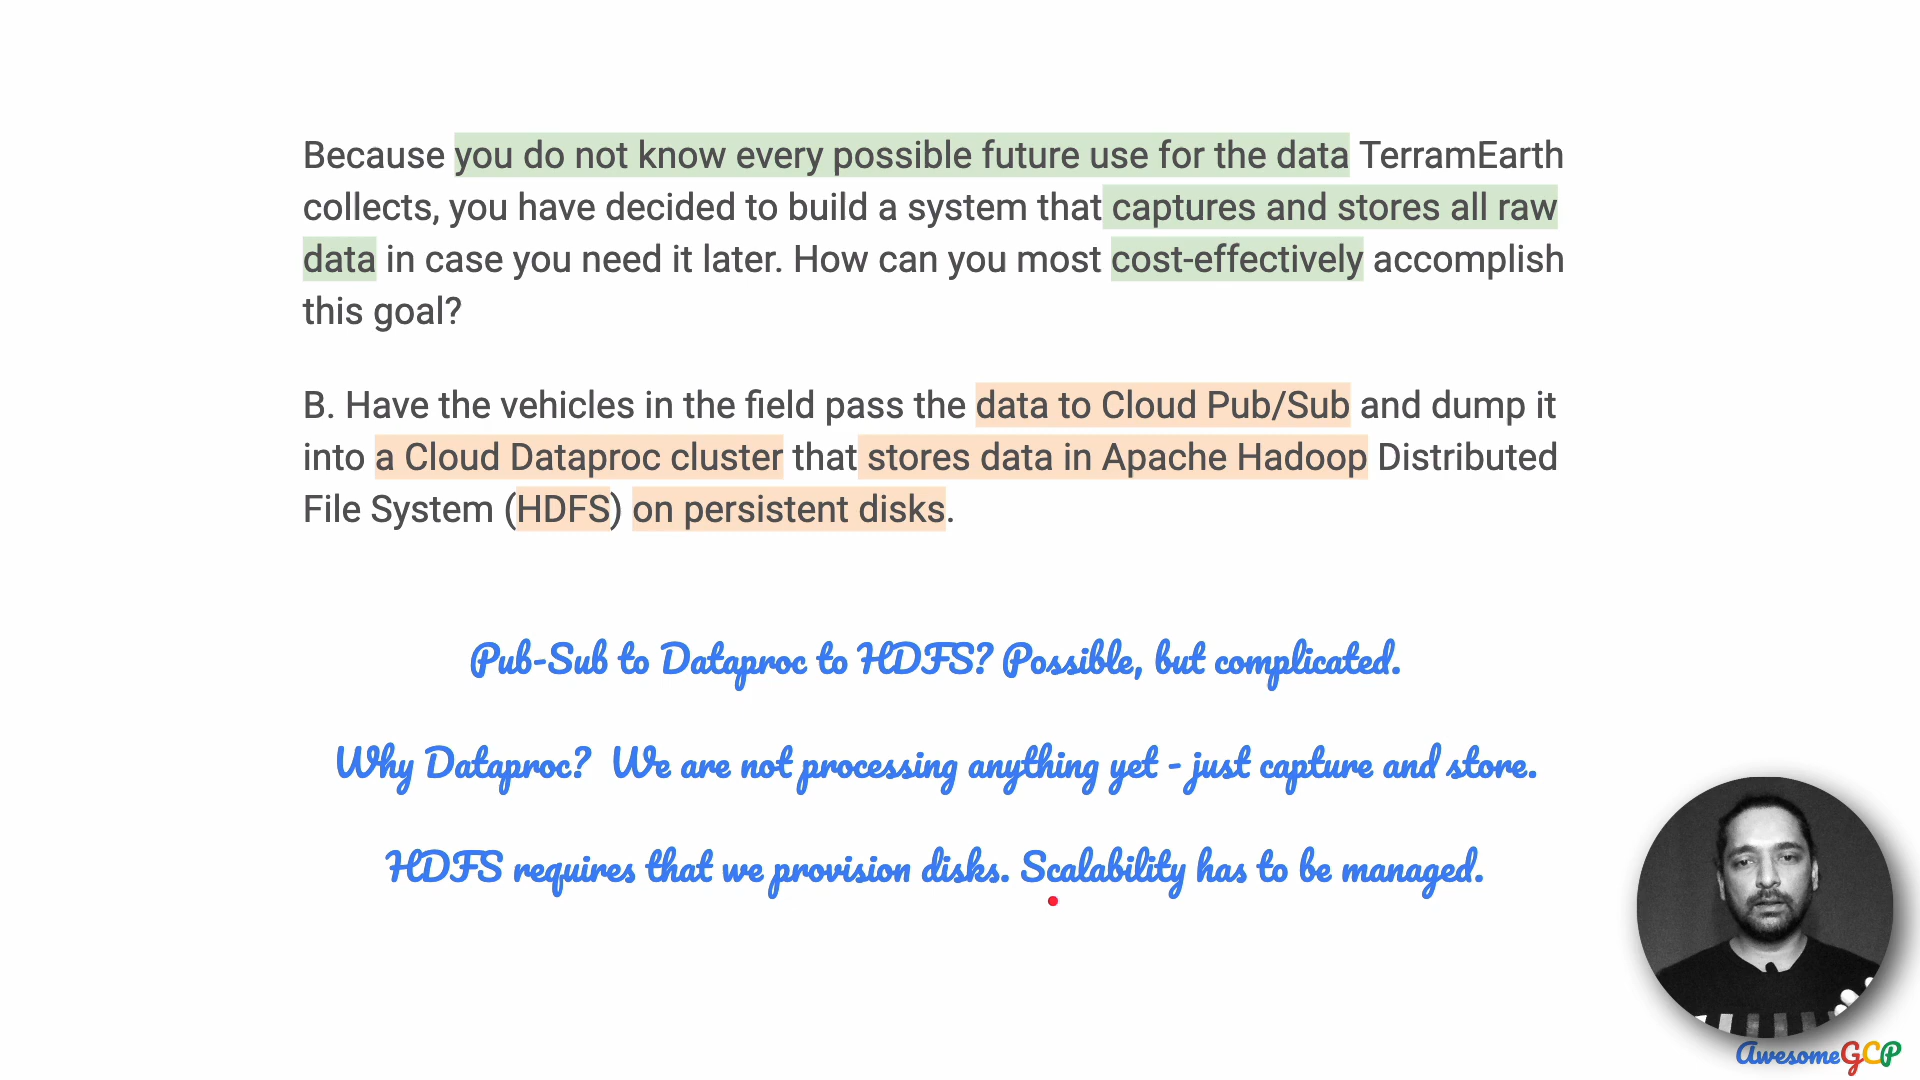 Because you do not know every possible future use for the data TerramEarth
collects, you have decided to build a system that captures and stores all raw
data in case you need it later. How can you most cost-effectively accomplish
this goal?
B. Have the vehicles in the field pass the data to Cloud Pub/Sub and dump it
into a Cloud Dataproc cluster that stores data in Apache Hadoop Distributed
File System (HDFS) on persistent disks.
Pub-Sub to Dataproc to HDFS? Possible, but complicated.
Why Dataproc? We are not processing anything yet - just capture and store.
HDFS requires that we provision disks. Scalability has to be managed.
AwesomeGCP